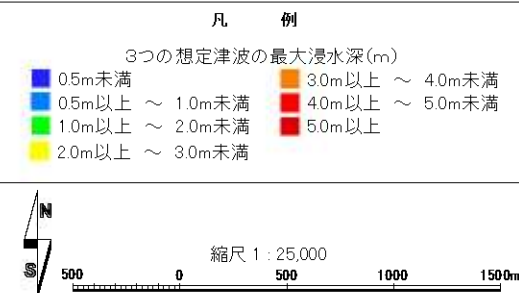 凡 例
3つの想定津波の最大浸水深(m)
0.5m未満
0.5m以上 ～ 1.0m未満
1.0m以上 ～ 2.0m未満
2.0m以上 ～ 3.0m未満
3.0m以上 ～ 4.0m未満
4.0m以上 ～ 5.0m未満
5.0m以上
N
S
縮尺 1：25,000
500 0 500 1000 1500m